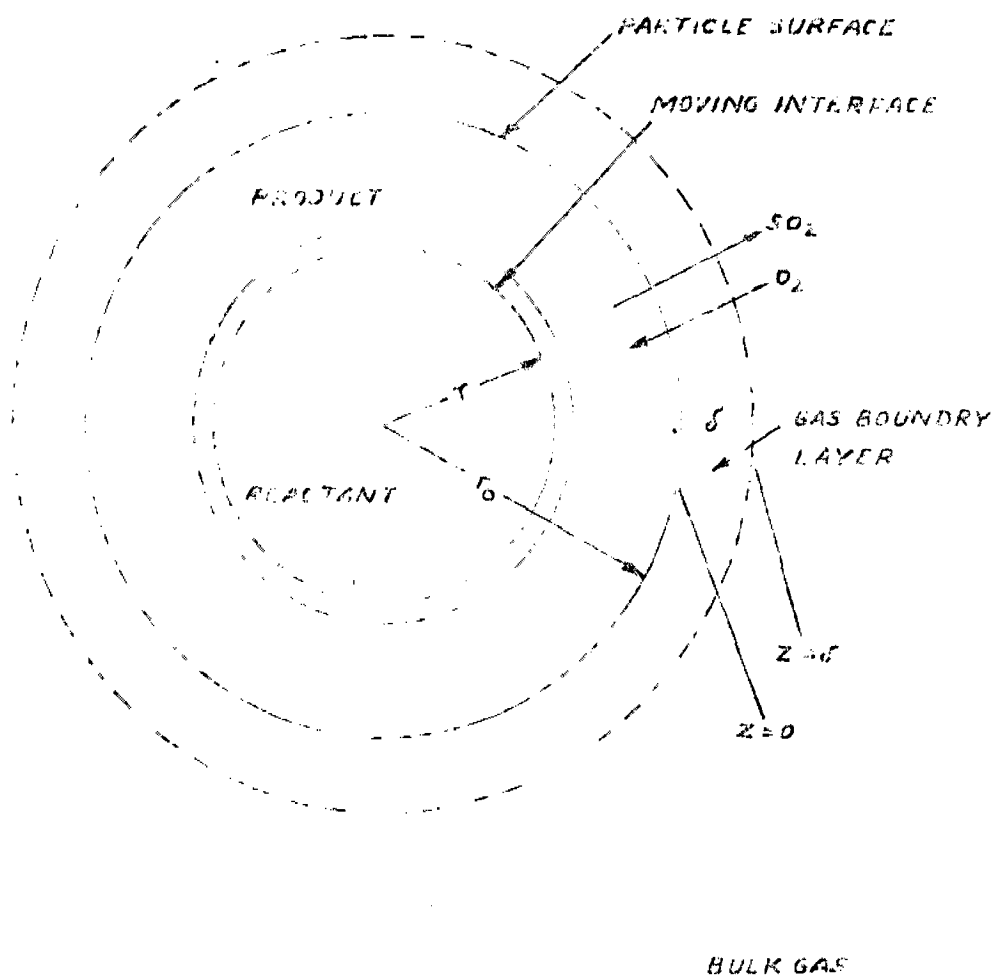 PARTICLE SURFACE
MOVING INTERFACE
PRODUCT
SO₂
O₂
r
δ
GAS BOUNDRY
LAYER
REACTANT
r₀
Z=δ
Z=0
BULK GAS